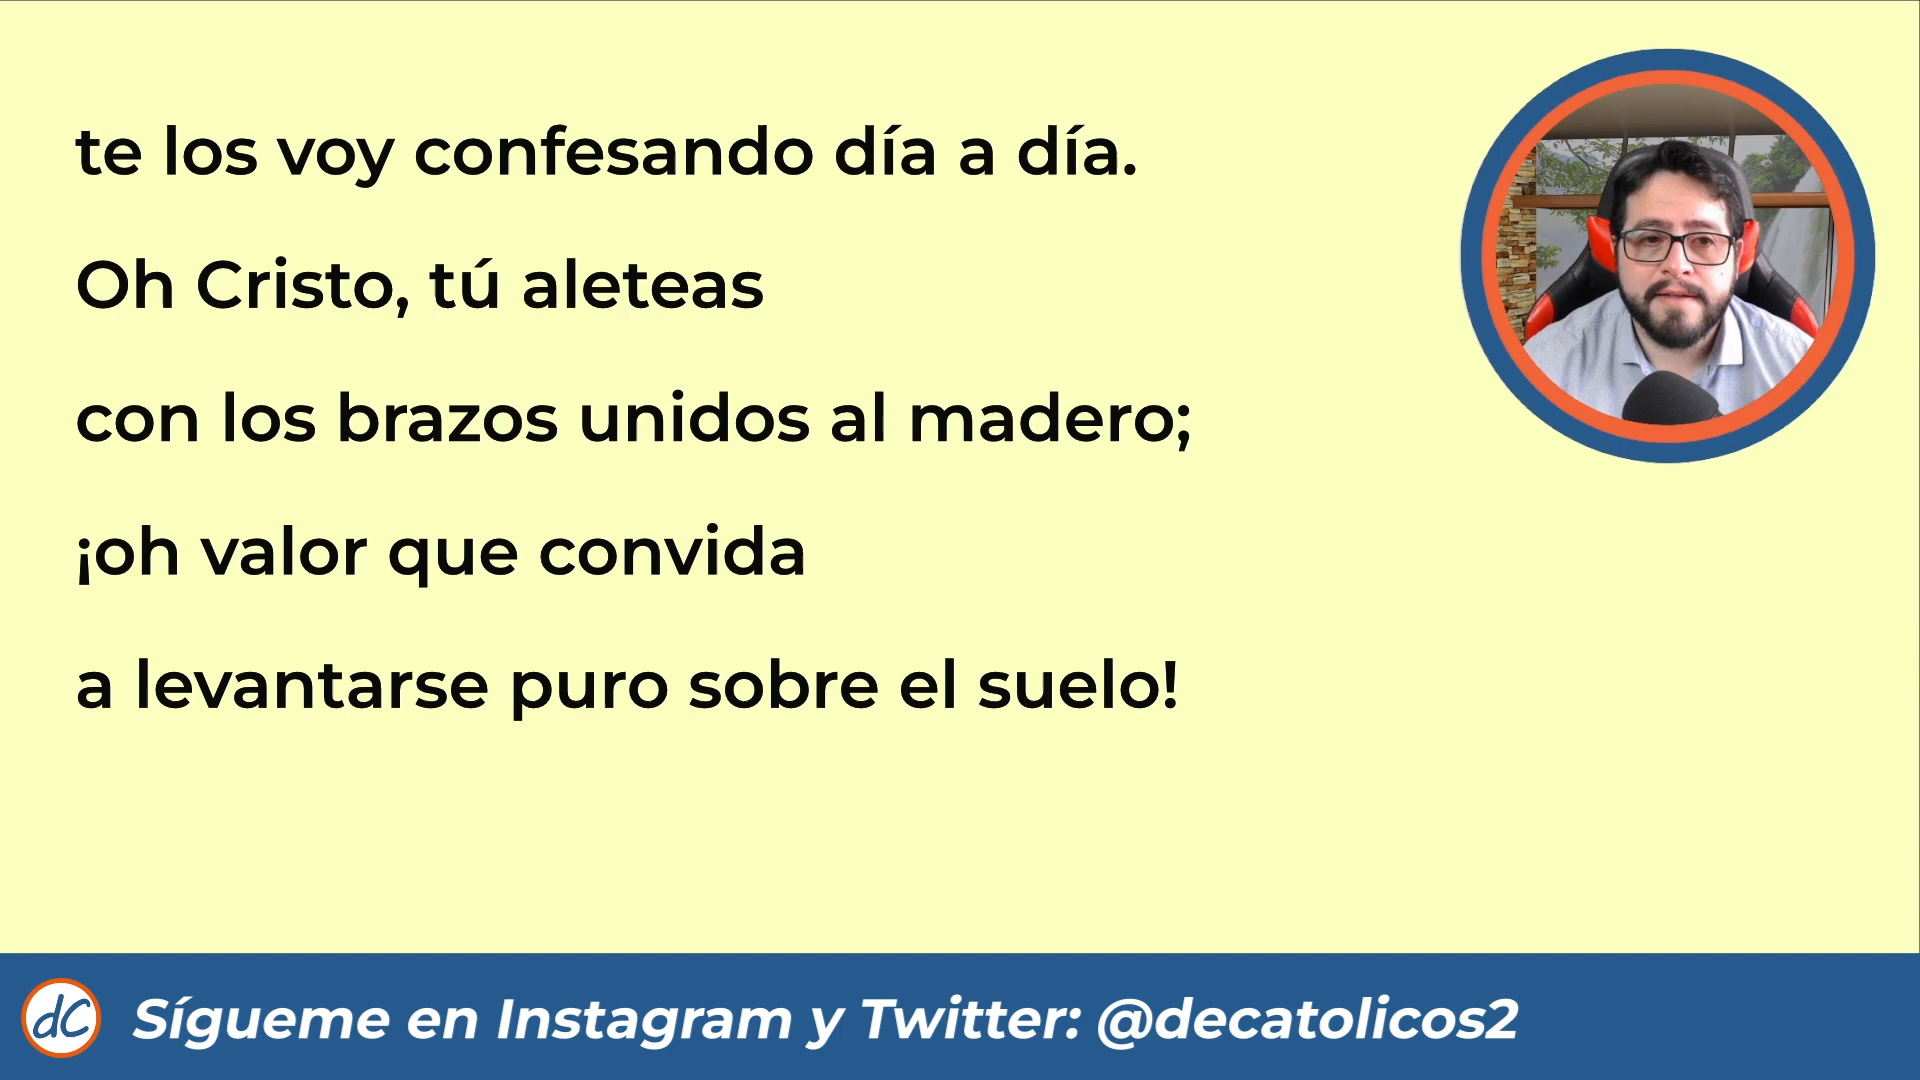 te los voy confesando día a día.
Oh Cristo, tú aleteas
con los brazos unidos al madero;
¡oh valor que convida
a levantarse puro sobre el suelo!
dC Sígueme en Instagram y Twitter: @decatolicos2